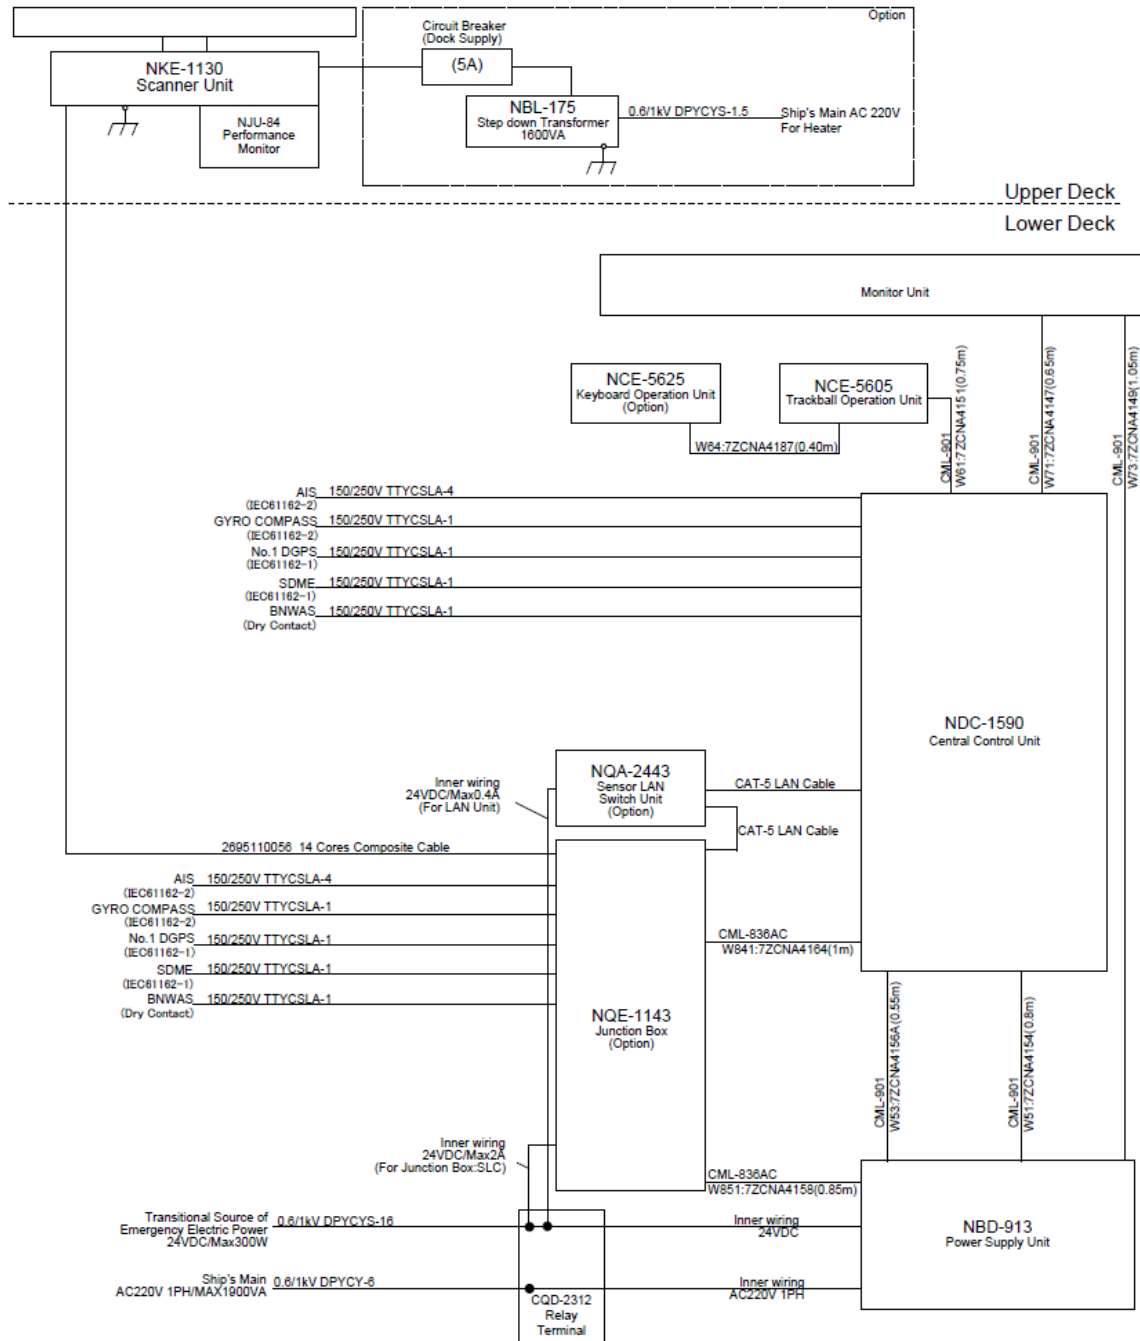 Option
Circuit Breaker
(Dock Supply)
(5A)
NKE-1130
Scanner Unit
NJU-84
Performance
Monitor
NBL-175
Step down Transformer
1600VA
0.6/1kV DPYCYS-1.5
Ship's Main AC 220V
For Heater
Upper Deck
Lower Deck
Monitor Unit
NCE-5625
Keyboard Operation Unit
(Option)
NCE-5605
Trackball Operation Unit
W64:7ZCNA4187(0.40m)
CML-901
W61:7ZCNA4151(0.75m)
CML-901
W71:7ZCNA4147(0.65m)
CML-901
W73:7ZCNA4149(1.05m)
AIS 150/250V TTYCSLA-4
(IEC61162-2)
GYRO COMPASS 150/250V TTYCSLA-1
(IEC61162-2)
No.1 DGPS 150/250V TTYCSLA-1
(IEC61162-1)
SDME 150/250V TTYCSLA-1
(IEC61162-1)
BNWAS 150/250V TTYCSLA-1
(Dry Contact)
NDC-1590
Central Control Unit
NQA-2443
Sensor LAN
Switch Unit
(Option)
CAT-5 LAN Cable
CAT-5 LAN Cable
Inner wiring
24VDC/Max0.4A
(For LAN Unit)
2695110056 14 Cores Composite Cable
AIS 150/250V TTYCSLA-4
(IEC61162-2)
GYRO COMPASS 150/250V TTYCSLA-1
(IEC61162-2)
No.1 DGPS 150/250V TTYCSLA-1
(IEC61162-1)
SDME 150/250V TTYCSLA-1
(IEC61162-1)
BNWAS 150/250V TTYCSLA-1
(Dry Contact)
NQE-1143
Junction Box
(Option)
CML-836AC
W841:7ZCNA4164(1m)
CML-901
W53:7ZCNA4156A(0.55m)
CML-901
W51:7ZCNA4154(0.8m)
Inner wiring
24VDC/Max2A
(For Junction Box:SLC)
CML-836AC
W851:7ZCNA4158(0.85m)
Transitional Source of
Emergency Electric Power
24VDC/Max300W
0.6/1kV DPYCYS-16
Inner wiring
24VDC
NBD-913
Power Supply Unit
Ship's Main
AC220V 1PH/MAX1900VA
0.6/1kV DPYCY-6
Inner wiring
AC220V 1PH
CQD-2312
Relay
Terminal